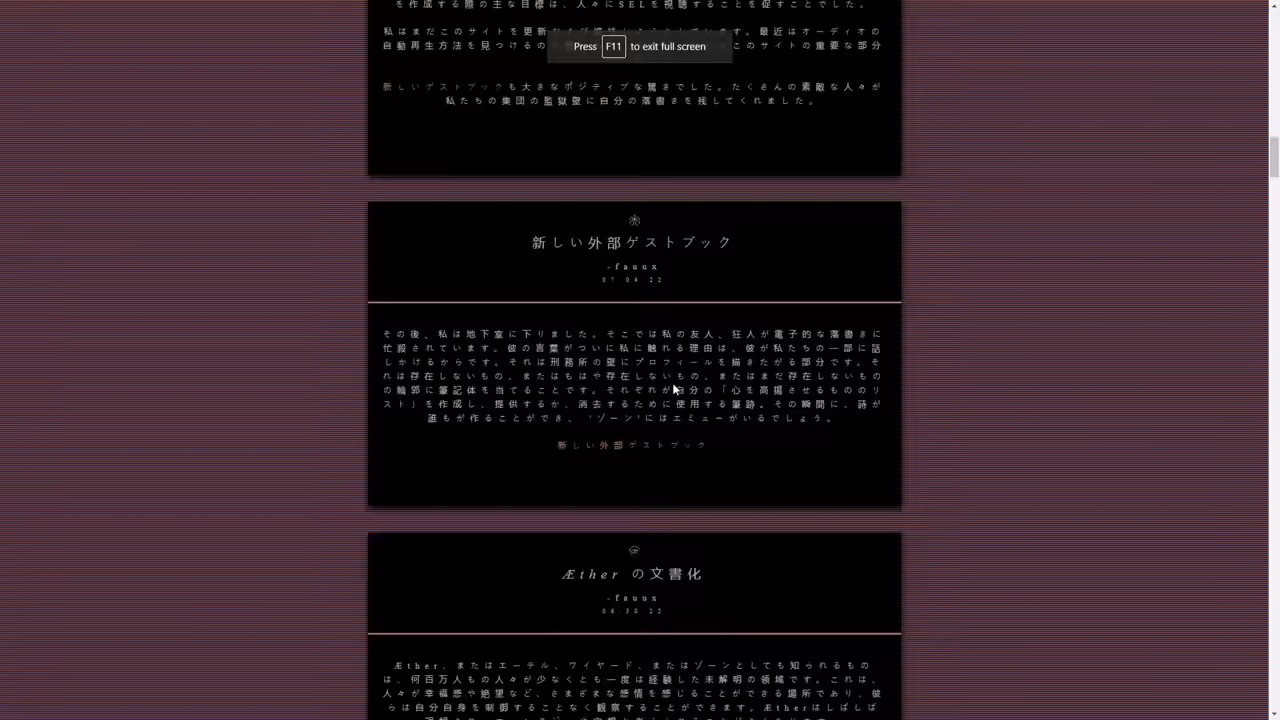 を作成する際の主な目標は、人々にSELを視聴することを促すことでした。
私はまだこのサイトを更新
ています。最近はオーディオの
自動再生方法を見つけるの
このサイトの重要な部分
Press F11 to exit full screen
新しいゲストブックも大きなポジティブな驚きでした。たくさんの素敵な人々が
私たちの集団の監獄壁に自分の落書きを残してくれました。
新しい外部ゲストブック
-fauux
07 04 22
その後、私は地下室に下りました。そこでは私の友人、狂人が電子的な落書きに
忙殺されています。彼の言葉がついに私に触れる理由は、彼が私たちの一部に話
しかけるからです。それは刑務所の壁にプロフィールを描きたがる部分です。そ
れは存在しないもの、またはもはや存在しないもの、またはまだ存在しないもの
の輪郭に筆記体を当てることです。それぞれが自分の「心を高揚させるもののリ
スト」を作成し、提供するか、消去するために使用する筆跡。その瞬間に、詩が
誰もが作ることができ、'ゾーン'にはエミューがいるでしょう。
新しい外部ゲストブック
Æther の文書化
-fauux
06 30 22
Æther、またはエーテル、ワイヤード、またはゾーンとしても知られるもの
は、何百万人もの人々が少なくとも一度は経験した未解明の領域です。これは、
人々が幸福感や絶望など、さまざまな感情を感じることができる場所であり、彼
らは自分自身を制御することなく観察することができます。Ætherはしばしば